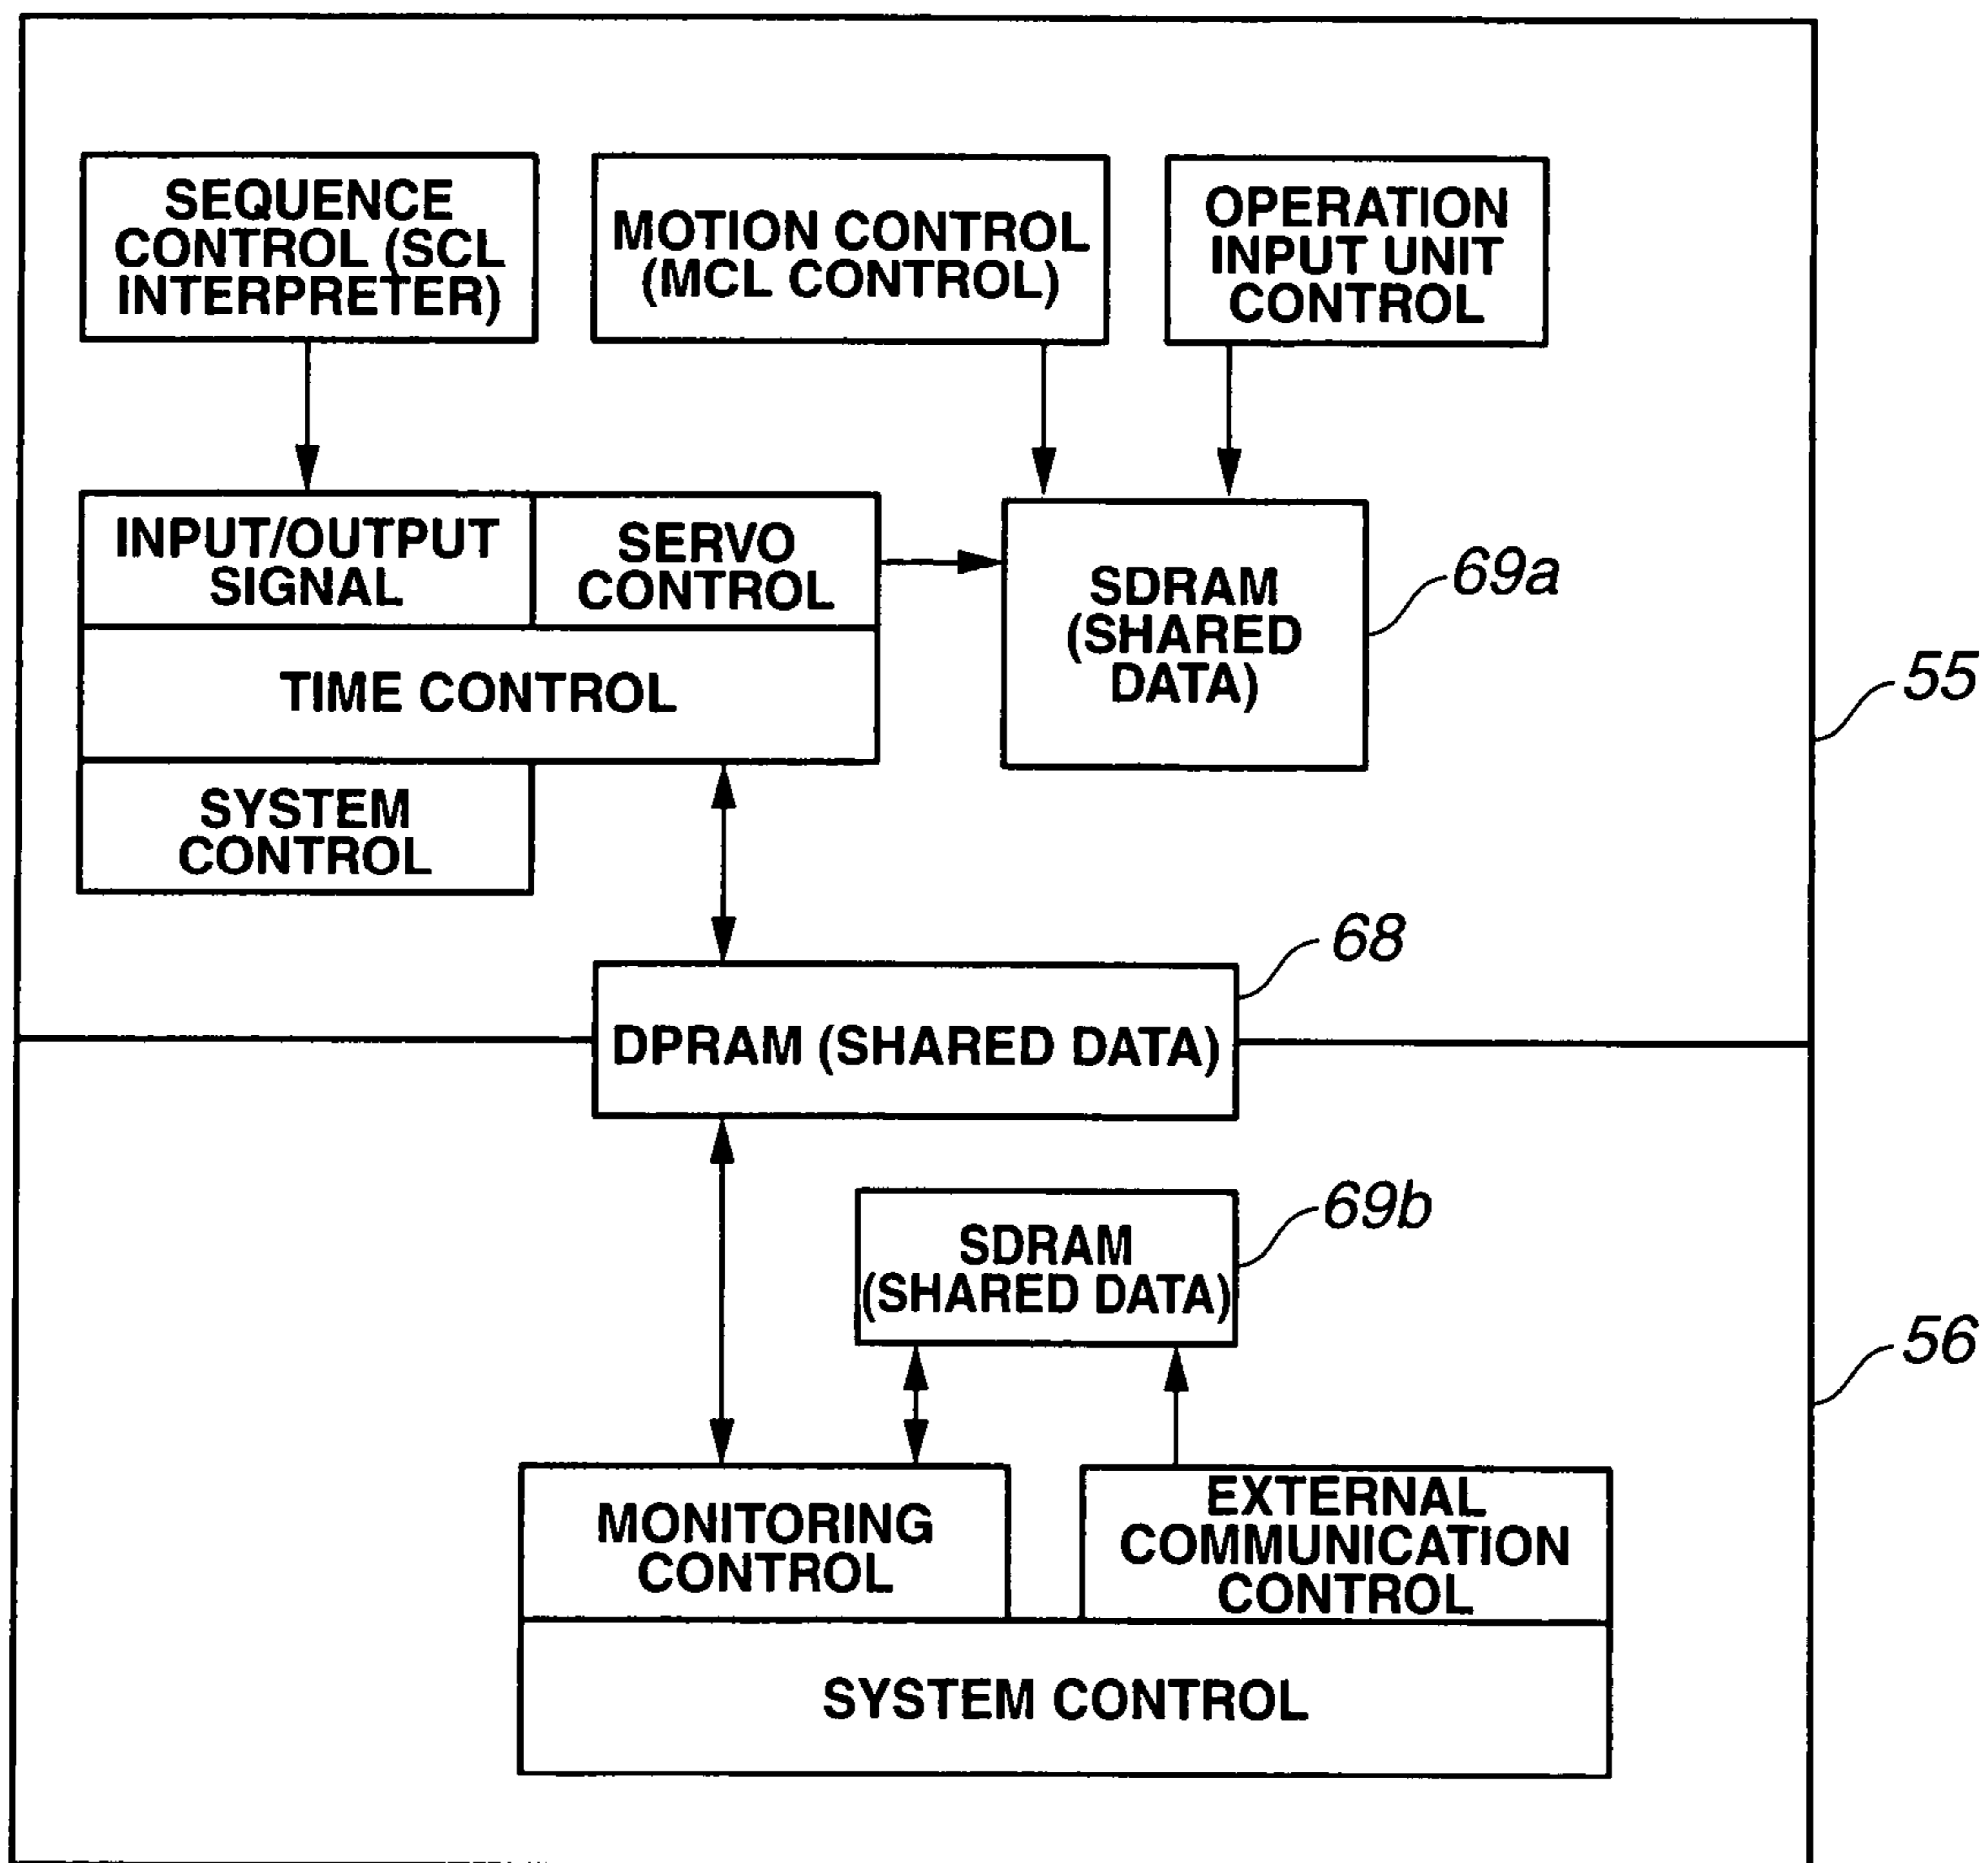 SEQUENCE
CONTROL (SCL
INTERPRETER)
MOTION CONTROL
(MCL CONTROL)
OPERATION
INPUT UNIT
CONTROL
INPUT/OUTPUT
SIGNAL
SERVO
CONTROL
SDRAM
(SHARED
DATA)
69a
55
TIME CONTROL
SYSTEM
CONTROL
68
DPRAM (SHARED DATA)
SDRAM
(SHARED DATA)
69b
56
MONITORING
CONTROL
EXTERNAL
COMMUNICATION
CONTROL
SYSTEM CONTROL